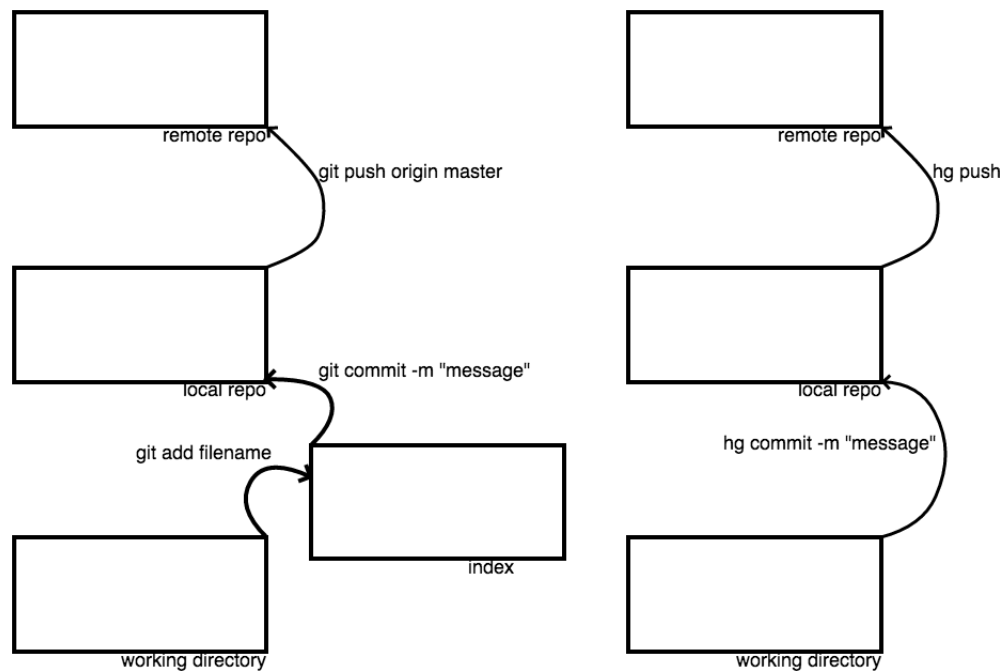 remote repo
git push origin master
local repo
git commit -m "message"
git add filename
index
working directory
remote repo
hg push
local repo
hg commit -m "message"
working directory